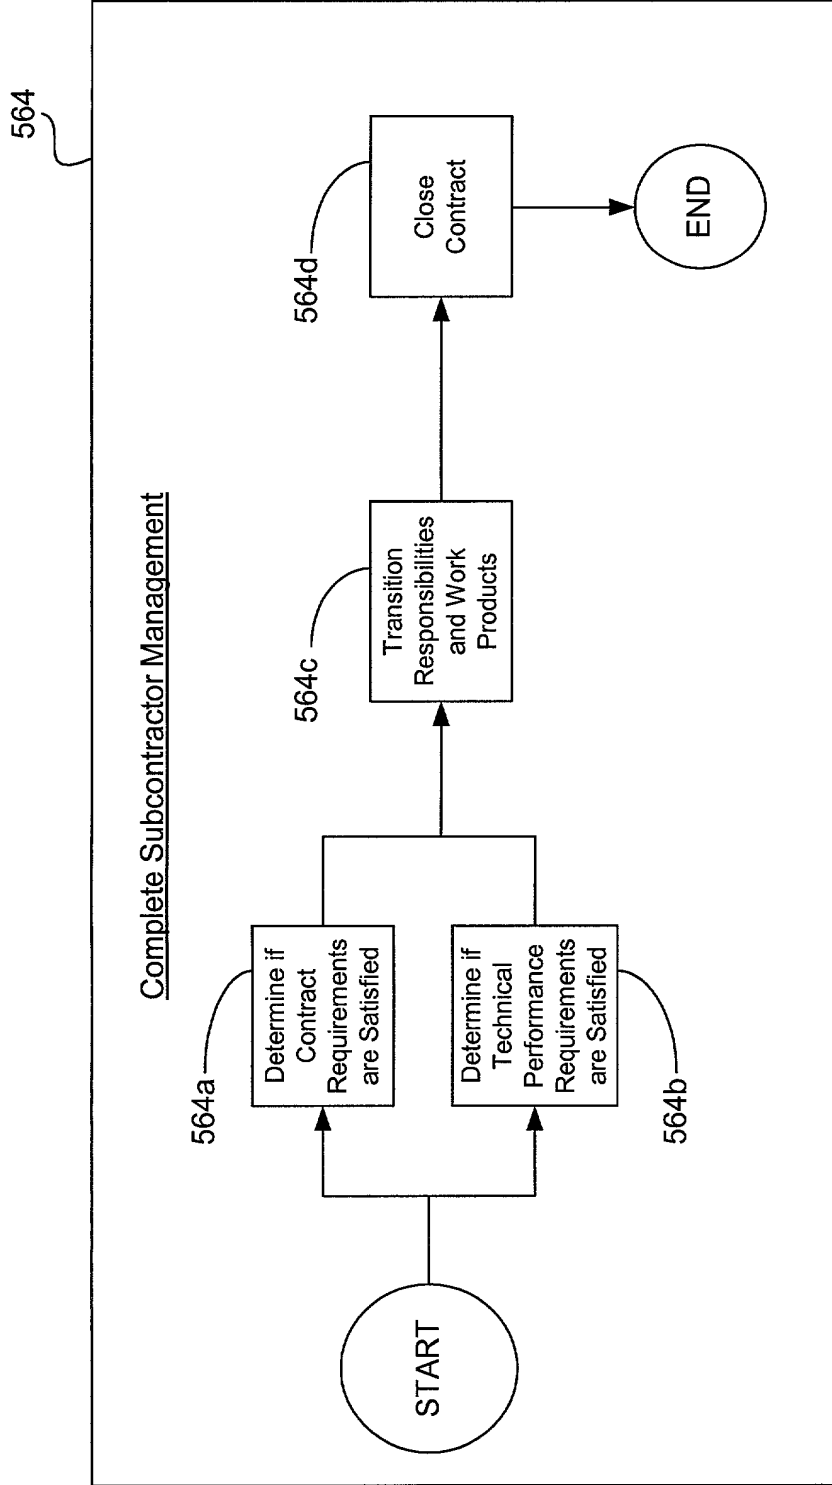 564
Complete Subcontractor Management
START
564a
Determine if
Contract
Requirements
are Satisfied
Determine if
Technical
Performance
Requirements
are Satisfied
564b
564c
Transition
Responsibilities
and Work
Products
564d
Close
Contract
END